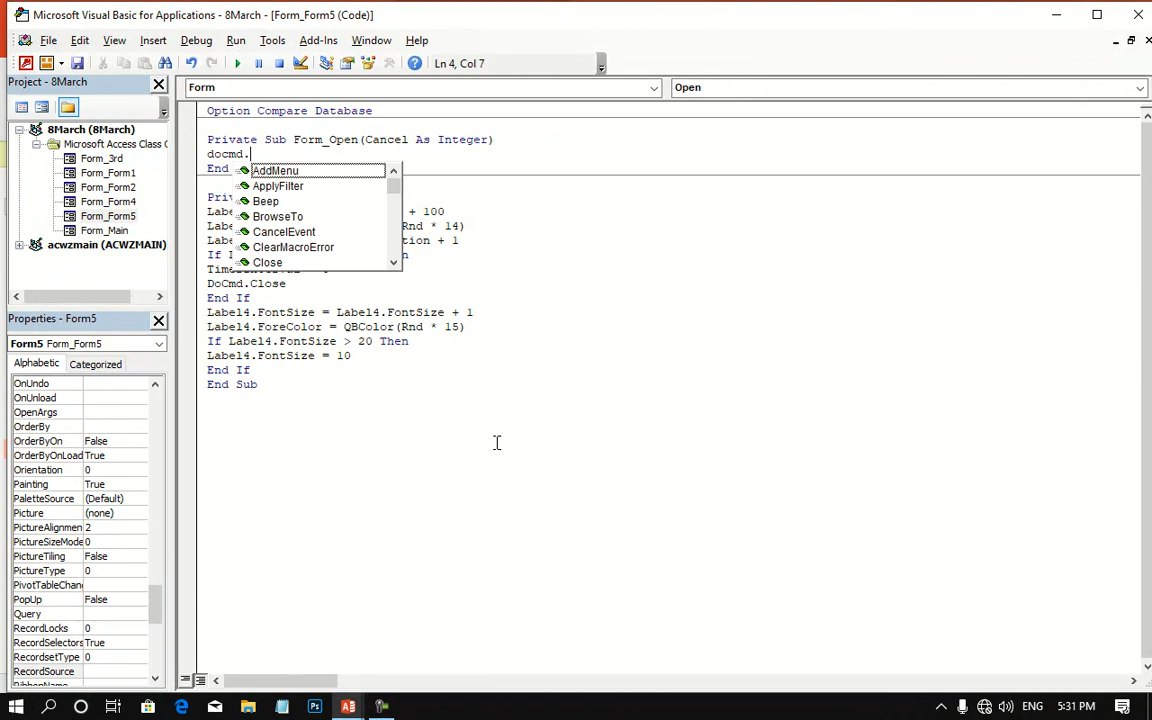 Microsoft Visual Basic for Applications - 8March - [Form_Form5 (Code)]
File Edit View Insert Format Debug Run Tools Add-Ins Window Help
Ln 4, Col 7
Project - 8March
Form
Open
8March (8March)
Microsoft Access Class O
Form_3rd
Form_Form1
Form_Form2
Form_Form4
Form_Form5
Form_Main
acwzmain (ACWZMAIN)
Option Compare Database
Private Sub Form_Open(Cancel As Integer)
docmd.
End
AddMenu
ApplyFilter
Beep
BrowseTo
CancelEvent
ClearMacroError
Close
+ 100
Rnd * 14)
+ 1
If
DoCmd.Close
End If
Label4.FontSize = Label4.FontSize + 1
Label4.ForeColor = QBColor(Rnd * 15)
If Label4.FontSize > 20 Then
Label4.FontSize = 10
End If
End Sub
Properties - Form5
Form5 Form_Form5
Alphabetic Categorized
OnUndo
OnUnload
OpenArgs
OrderBy
OrderByOn False
OrderByOnLoad True
Orientation 0
Painting True
PaletteSource (Default)
Picture (none)
PictureAlignmen 2
PictureSizeMode 0
PictureTiling False
PictureType 0
PivotTableChan
PopUp False
Query
RecordLocks 0
RecordSelectors True
RecordsetType 0
RecordSource
ENG 5:31 PM